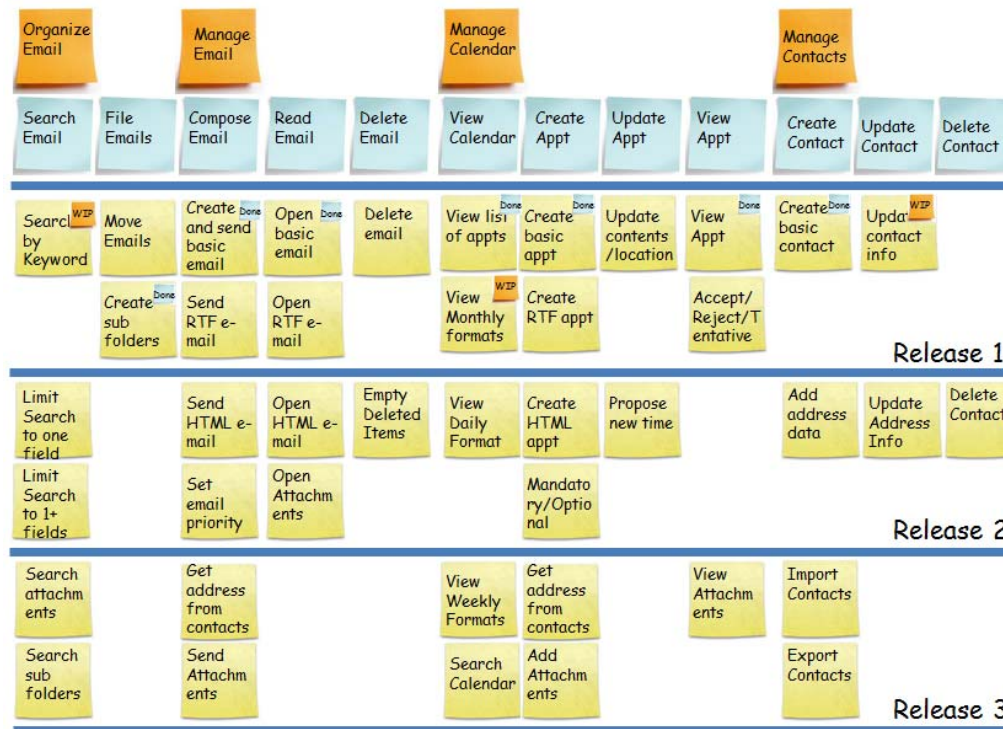 Organize
Email
Manage
Email
Manage
Calendar
Manage
Contacts
Search
Email
File
Emails
Compose
Email
Read
Email
Delete
Email
View
Calendar
Create
Appt
Update
Appt
View
Appt
Create
Contact
Update
Contact
Delete
Contact
Search
by
Keyword
WIP
Move
Emails
Create
and send
basic
email
Done
Open
basic
email
Done
Delete
email
View list
of appts
Done
Create
basic
appt
Done
Update
contents
/location
View
Appt
Done
Create
basic
contact
Done
Update
contact
info
WIP
Create
sub
folders
Done
Send
RTF e-
mail
Open
RTF e-
mail
View
Monthly
formats
WIP
Create
RTF appt
Accept/
Reject/T
entative
Release 1
Limit
Search
to one
field
Send
HTML e-
mail
Open
HTML e-
mail
Empty
Deleted
Items
View
Daily
Format
Create
HTML
appt
Propose
new time
Add
address
data
Update
Address
Info
Delete
Contact
Limit
Search
to 1+
fields
Set
email
priority
Open
Attachm
ents
Mandato
ry/Optio
nal
Release 2
Search
attachm
ents
Get
address
from
contacts
View
Weekly
Formats
Get
address
from
contacts
View
Attachm
ents
Import
Contacts
Search
sub
folders
Send
Attachm
ents
Search
Calendar
Add
Attachm
ents
Export
Contacts
Release 3